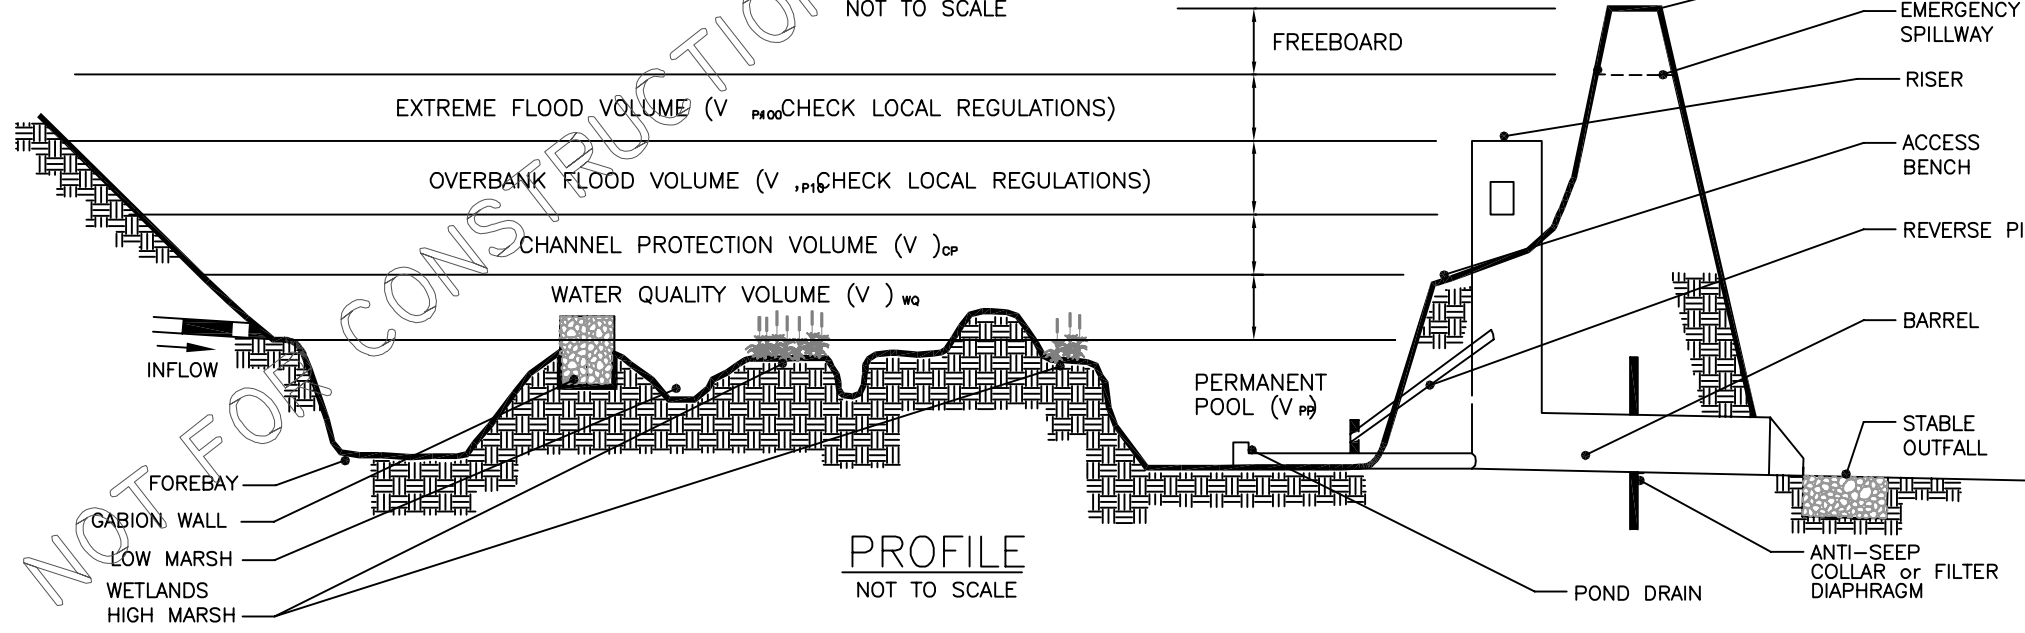 NOT TO SCALE
EMERGENCY
SPILLWAY
FREEBOARD
RISER
EXTREME FLOOD VOLUME (V P100 CHECK LOCAL REGULATIONS)
ACCESS
BENCH
OVERBANK FLOOD VOLUME (V ,P10 CHECK LOCAL REGULATIONS)
REVERSE PI
CHANNEL PROTECTION VOLUME (V )CP
WATER QUALITY VOLUME (V ) WQ
BARREL
INFLOW
PERMANENT
POOL (V PP)
STABLE
OUTFALL
FOREBAY
GABION WALL
LOW MARSH
WETLANDS
HIGH MARSH
PROFILE
NOT TO SCALE
ANTI-SEEP
COLLAR or FILTER
DIAPHRAGM
POND DRAIN
NOT FOR CONSTRUCTION